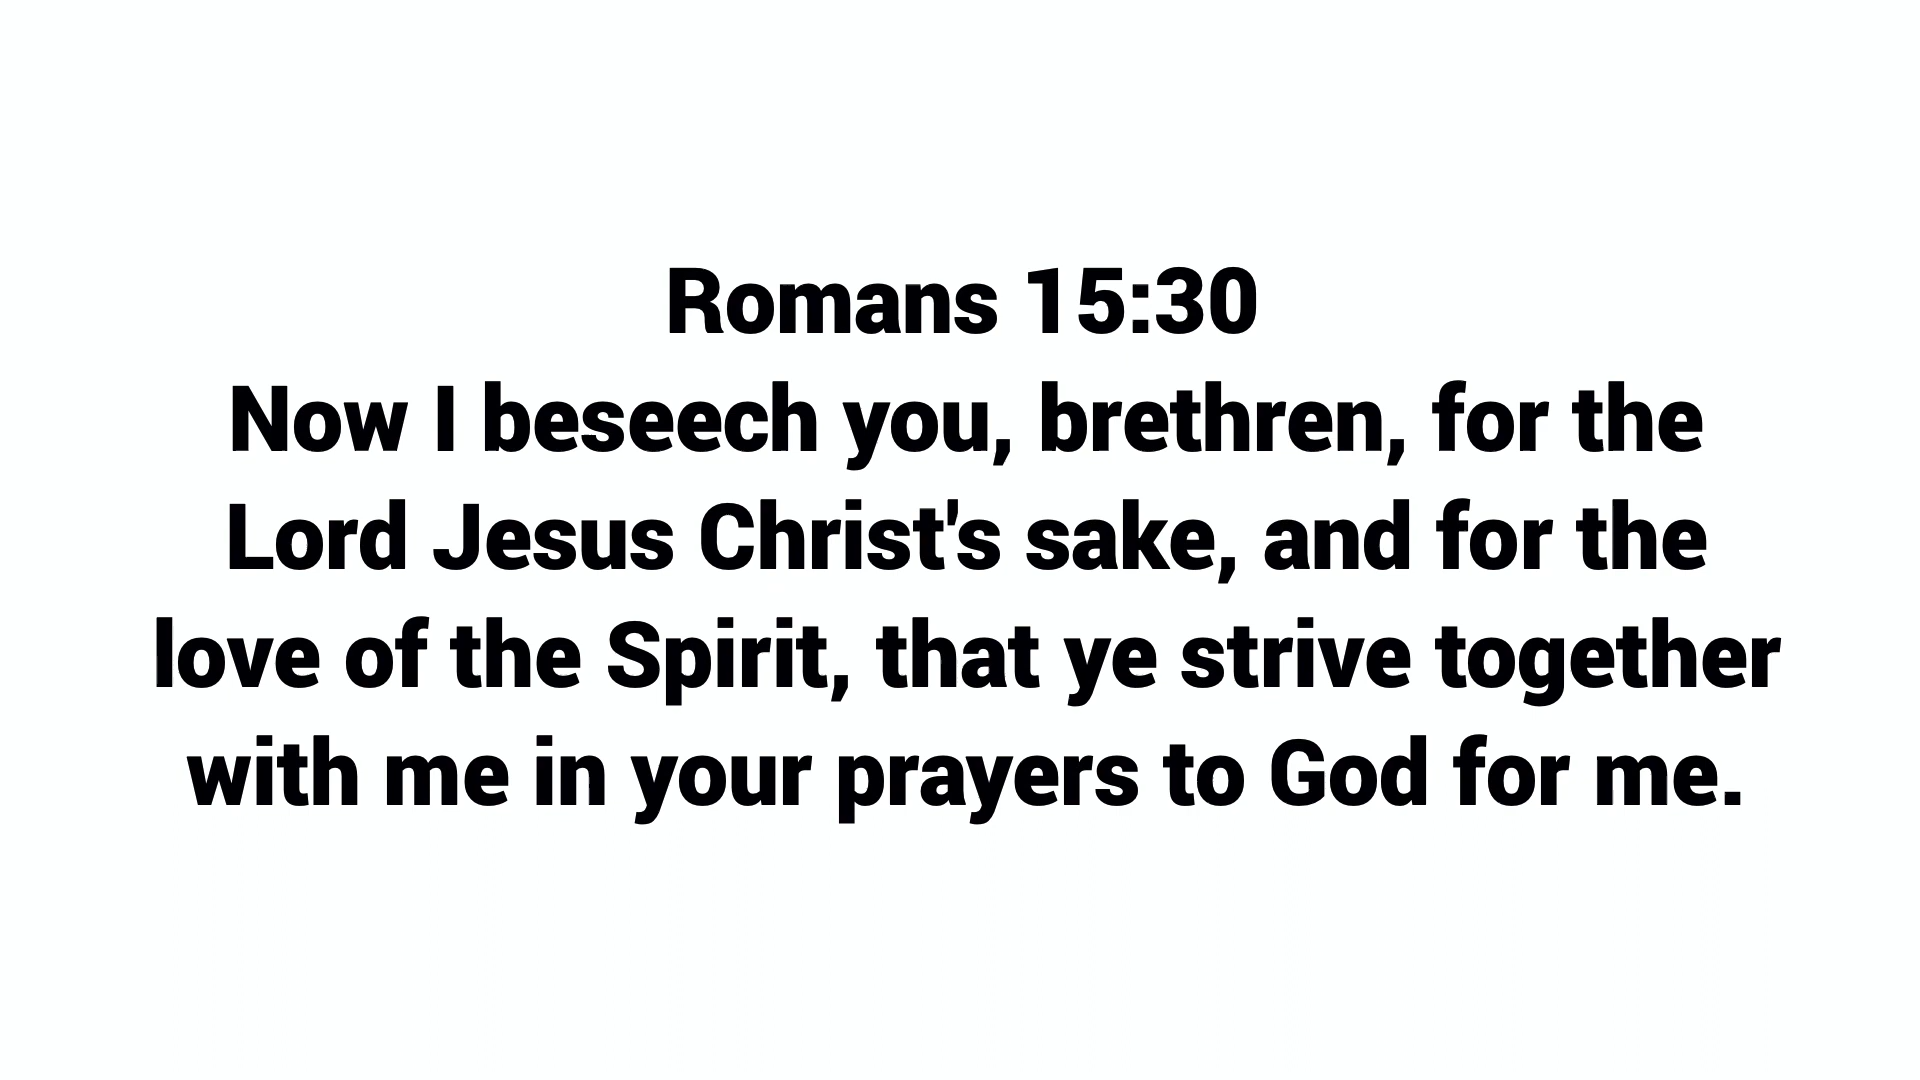 Romans 15:30
Now I beseech you, brethren, for the
Lord Jesus Christ's sake, and for the
love of the Spirit, that ye strive together
with me in your prayers to God for me.